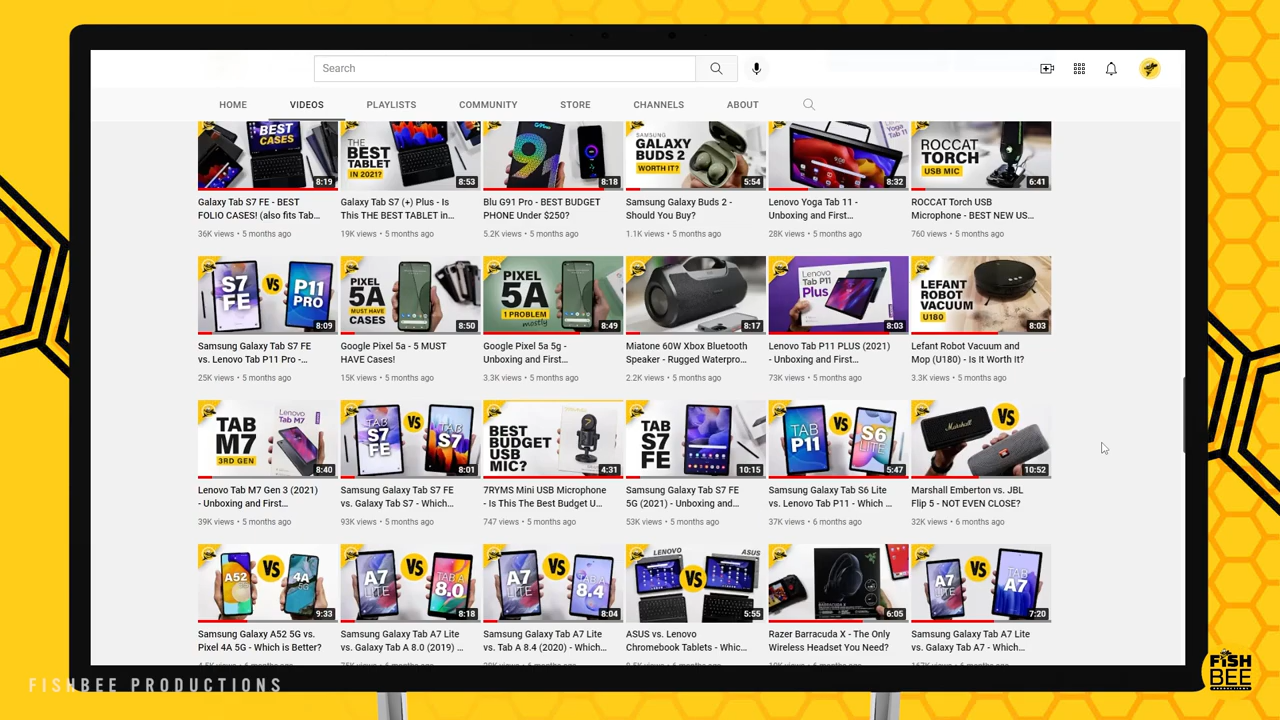 Search
HOME
VIDEOS
PLAYLISTS
COMMUNITY
STORE
CHANNELS
ABOUT
BEST
CASES!
8:19
THE
BEST
TABLET
IN 2021?
8:53
8:18
SAMSUNG
GALAXY
BUDS 2
WORTH IT?
5:54
Yoga
Tab 11
8:32
ROCCAT
TORCH
USB MIC
6:41
Galaxy Tab S7 FE - BEST
FOLIO CASES! (also fits Tab...
36K views • 5 months ago
Galaxy Tab S7 (+) Plus - Is
This THE BEST TABLET in...
19K views • 5 months ago
Blu G91 Pro - BEST BUDGET
PHONE Under $250?
5.2K views • 5 months ago
Samsung Galaxy Buds 2 -
Should You Buy?
1.1K views • 5 months ago
Lenovo Yoga Tab 11 -
Unboxing and First...
28K views • 5 months ago
ROCCAT Torch USB
Microphone - BEST NEW US...
760 views • 5 months ago
S7
FE
VS
P11
PRO
8:09
PIXEL
5A
MUST HAVE
CASES
8:50
PIXEL
5A
1 PROBLEM
mostly
8:49
8:17
Lenovo
Tab P11
Plus
8:03
LEFANT
ROBOT
VACUUM
U180
8:03
Samsung Galaxy Tab S7 FE
vs. Lenovo Tab P11 Pro -...
25K views • 5 months ago
Google Pixel 5a - 5 MUST
HAVE Cases!
15K views • 5 months ago
Google Pixel 5a 5g -
Unboxing and First...
3.3K views • 5 months ago
Miatone 60W Xbox Bluetooth
Speaker - Rugged Waterpro...
2.2K views • 5 months ago
Lenovo Tab P11 PLUS (2021)
- Unboxing and First...
73K views • 5 months ago
Lefant Robot Vacuum and
Mop (U180) - Is It Worth It?
3.3K views • 5 months ago
TAB
M7
3RD GEN
Lenovo
Tab M7
8:40
TAB
S7
FE
VS
TAB
S7
8:01
BEST
BUDGET
USB
MIC?
4:31
TAB
S7
FE
10:15
TAB
P11
VS
TAB
S6
LITE
5:47
Marshall
VS
10:52
Lenovo Tab M7 Gen 3 (2021)
- Unboxing and First...
39K views • 5 months ago
Samsung Galaxy Tab S7 FE
vs. Galaxy Tab S7 - Which...
93K views • 5 months ago
7RYMS Mini USB Microphone
- Is This The Best Budget U...
747 views • 5 months ago
Samsung Galaxy Tab S7 FE
5G (2021) - Unboxing and...
53K views • 5 months ago
Samsung Galaxy Tab S6 Lite
vs. Lenovo Tab P11 - Which ...
37K views • 6 months ago
Marshall Emberton vs. JBL
Flip 5 - NOT EVEN CLOSE?
32K views • 6 months ago
A52
VS
4A
9:33
A7
LITE
VS
TAB A
8.0
8:18
A7
LITE
VS
TAB A
8.4
8:04
LENOVO
VS
ASUS
5:55
BARRACUDA X
6:05
A7
LITE
VS
TAB
A7
7:20
Samsung Galaxy A52 5G vs.
Pixel 4A 5G - Which is Better?
Samsung Galaxy Tab A7 Lite
vs. Galaxy Tab A 8.0 (2019) ...
Samsung Galaxy Tab A7 Lite
vs. Tab A 8.4 (2020) - Which...
ASUS vs. Lenovo
Chromebook Tablets - Whic...
Razer Barracuda X - The Only
Wireless Headset You Need?
Samsung Galaxy Tab A7 Lite
vs. Galaxy Tab A7 - Which...
FISHBEE PRODUCTIONS
FISH
BEE